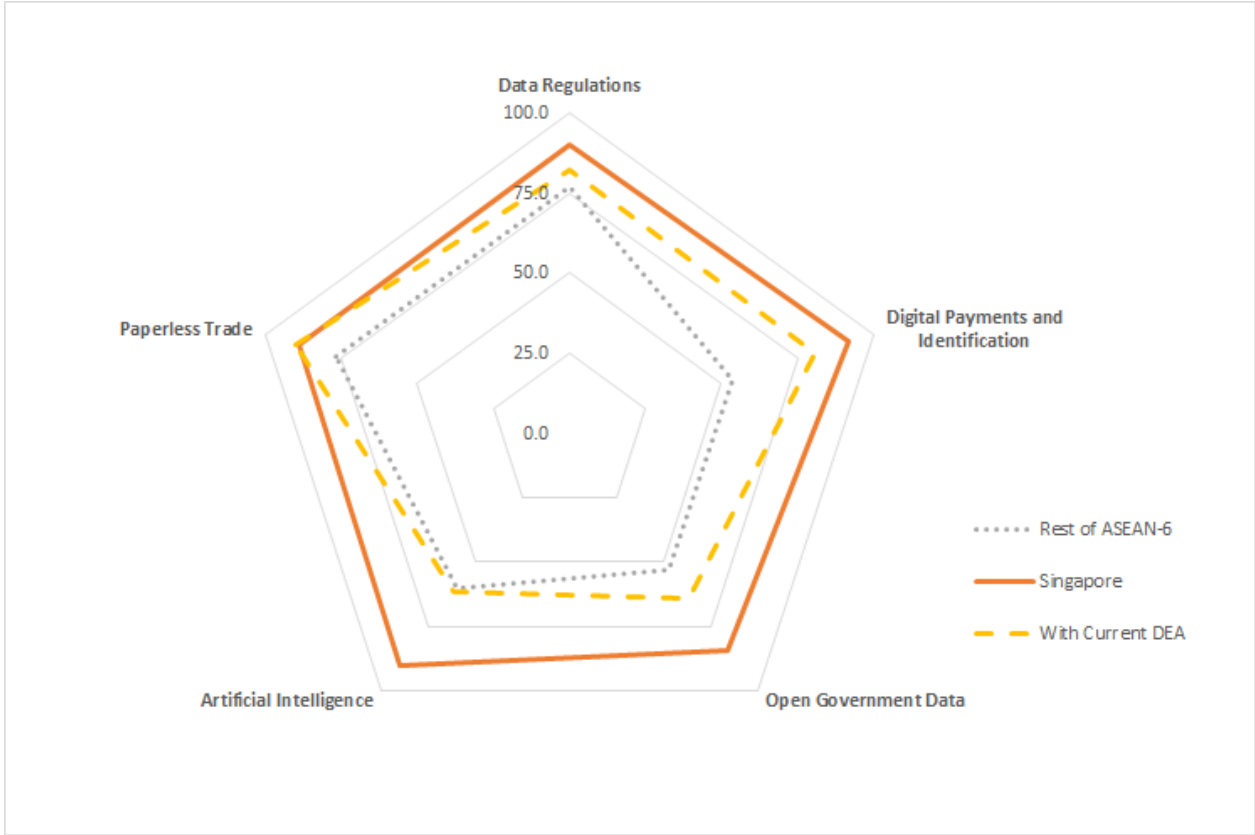 Data Regulations
100.0
75.0
50.0
25.0
0.0
Digital Payments and
Identification
Paperless Trade
Artificial Intelligence
Open Government Data
Rest of ASEAN-6
Singapore
With Current DEA